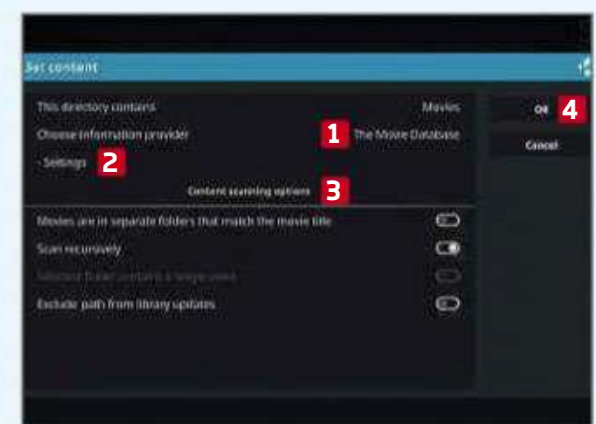 Set content
This directory contains Movies
Choose information provider 1 The Movie Database
- Settings 2
Content scanning options 3
Movies are in separate folders that match the movie title
Scan recursively
Selected folder contains a single video
Exclude path from library updates
OK 4
Cancel